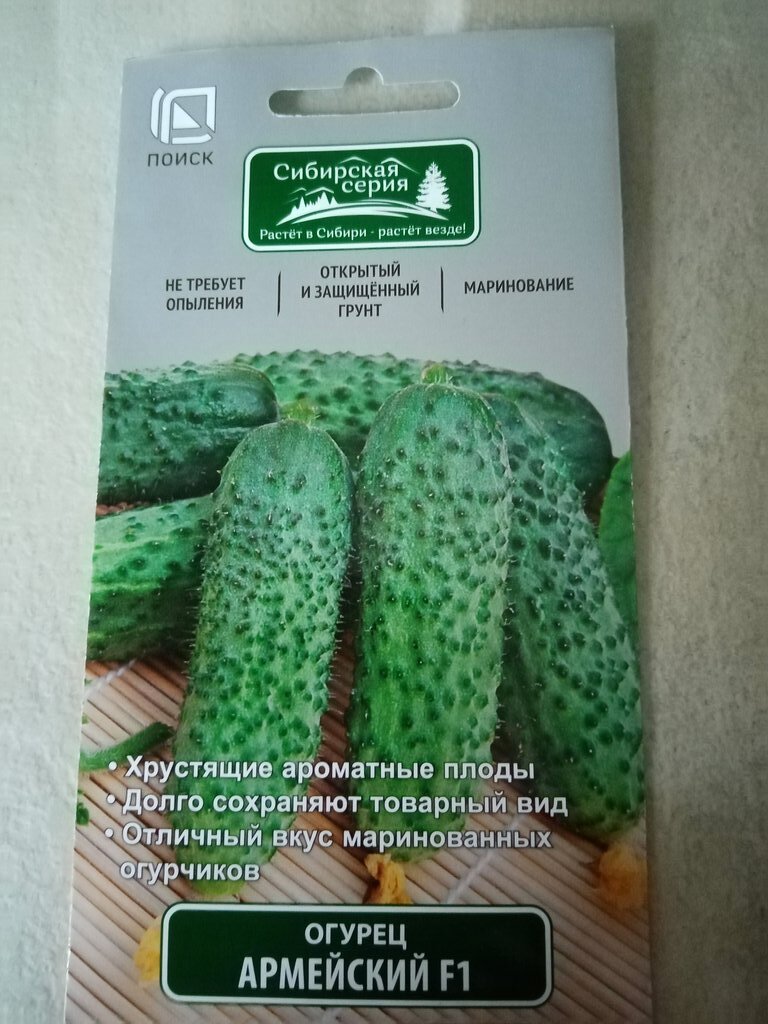 ПОИСК
Сибирская
серия
Растёт в Сибири - растёт везде!
НЕ ТРЕБУЕТ
ОПЫЛЕНИЯ
ОТКРЫТЫЙ
И ЗАЩИЩЁННЫЙ
ГРУНТ
МАРИНОВАНИЕ
• Хрустящие ароматные плоды
• Долго сохраняют товарный вид
• Отличный вкус маринованных
огурчиков
ОГУРЕЦ
АРМЕЙСКИЙ F1